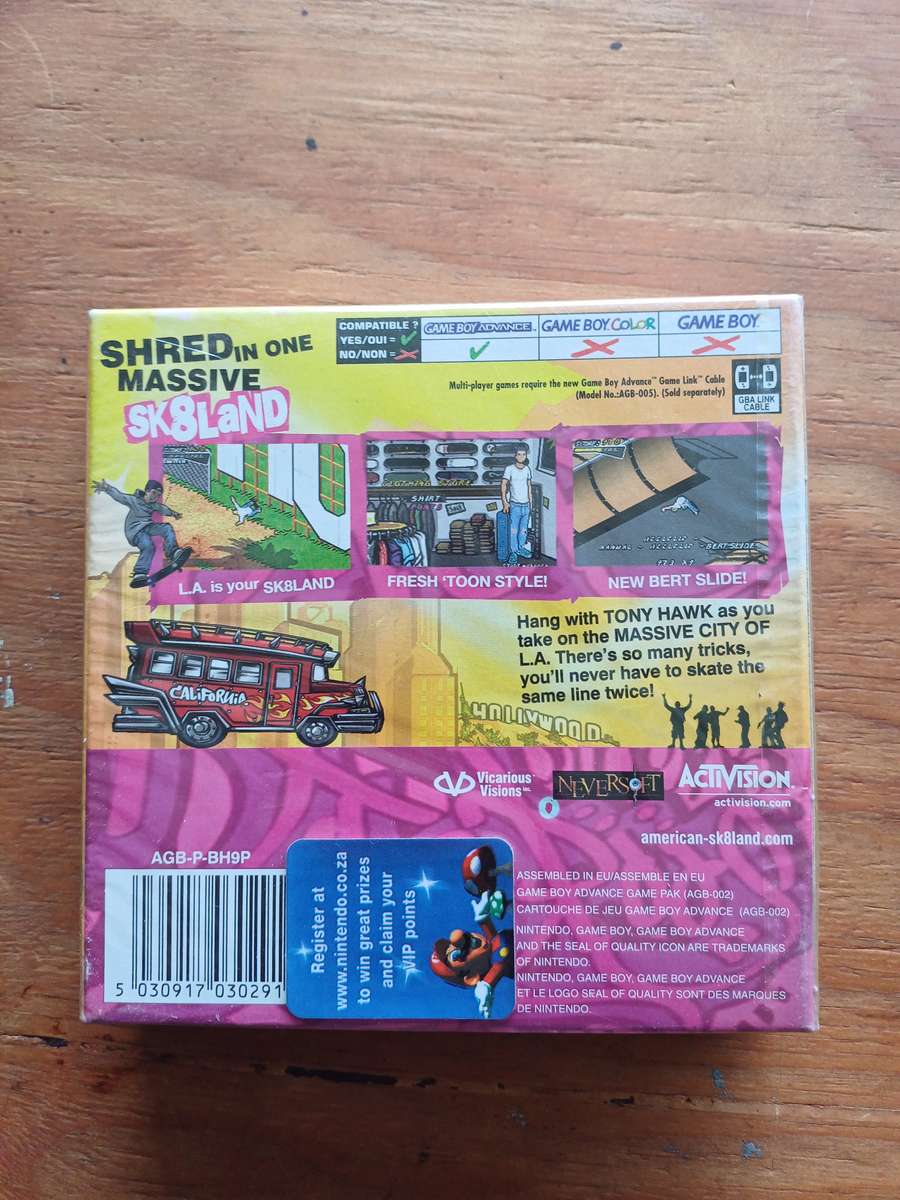 SHRED IN ONE
MASSIVE
SK8LaND
COMPATIBLE ?
YES/OUI =
NO/NON =
GAME BOY ADVANCE™
GAME BOY COLOR
GAME BOY
Multi-player games require the new Game Boy Advance™ Game Link™ Cable
(Model No.:AGB-005). (Sold separately)
GBA LINK
CABLE
CLOTHING STORE
SHIRT
BERT SLIDE
L.A. is your SK8LAND
FRESH 'TOON STYLE!
NEW BERT SLIDE!
CALiFoRNia
Hang with TONY HAWK as you
take on the MASSIVE CITY OF
L.A. There's so many tricks,
you'll never have to skate the
same line twice!
HOLLYWOOD
Vicarious
Visions Inc.
NEVERSOFT
ACTIVISION
activision.com
american-sk8land.com
AGB-P-BH9P
5 030917 030291
Register at
www.nintendo.co.za
to win great prizes
and claim your
VIP points
ASSEMBLED IN EU/ASSEMBLE EN EU
GAME BOY ADVANCE GAME PAK (AGB-002)
CARTOUCHE DE JEU GAME BOY ADVANCE (AGB-002)
NINTENDO, GAME BOY, GAME BOY ADVANCE
AND THE SEAL OF QUALITY ICON ARE TRADEMARKS
OF NINTENDO.
NINTENDO, GAME BOY, GAME BOY ADVANCE
ET LE LOGO SEAL OF QUALITY SONT DES MARQUES
DE NINTENDO.